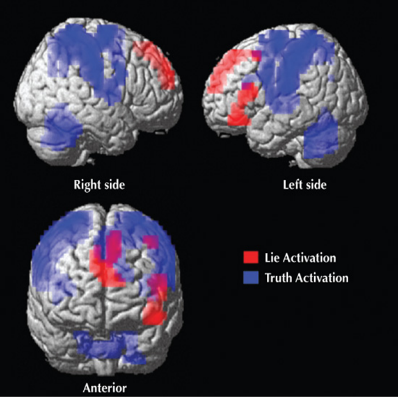 Right side
Left side
Lie Activation
Truth Activation
Anterior